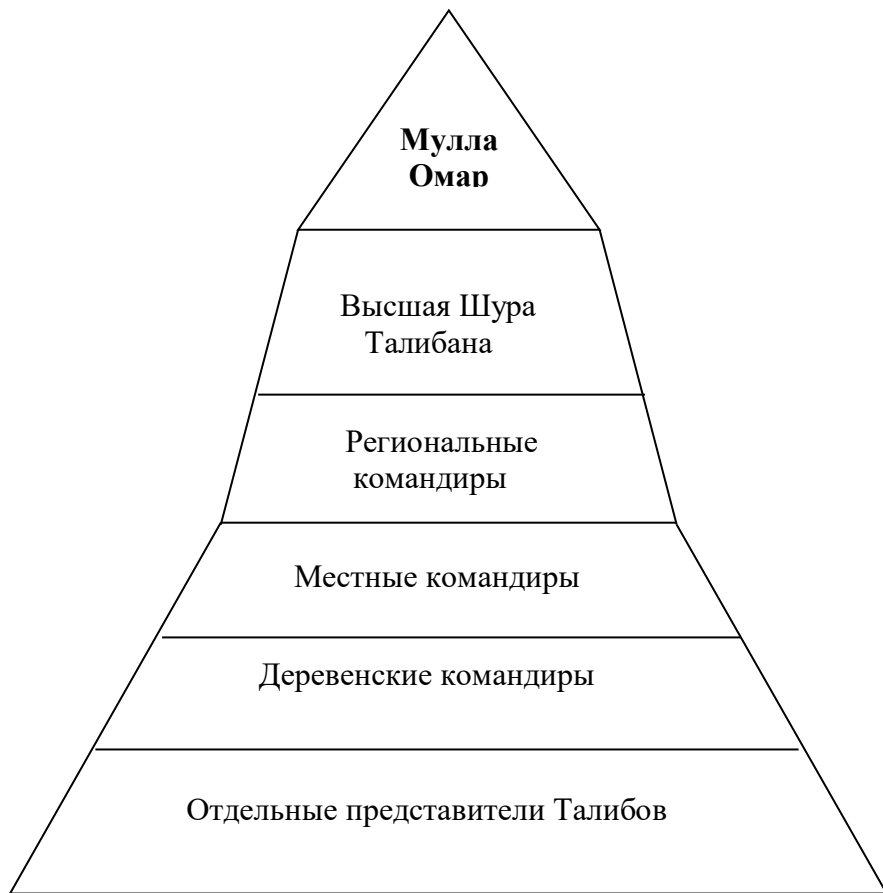 Мулла
Омар
Высшая Шура
Талибана
Региональные
командиры
Местные командиры
Деревенские командиры
Отдельные представители Талибов